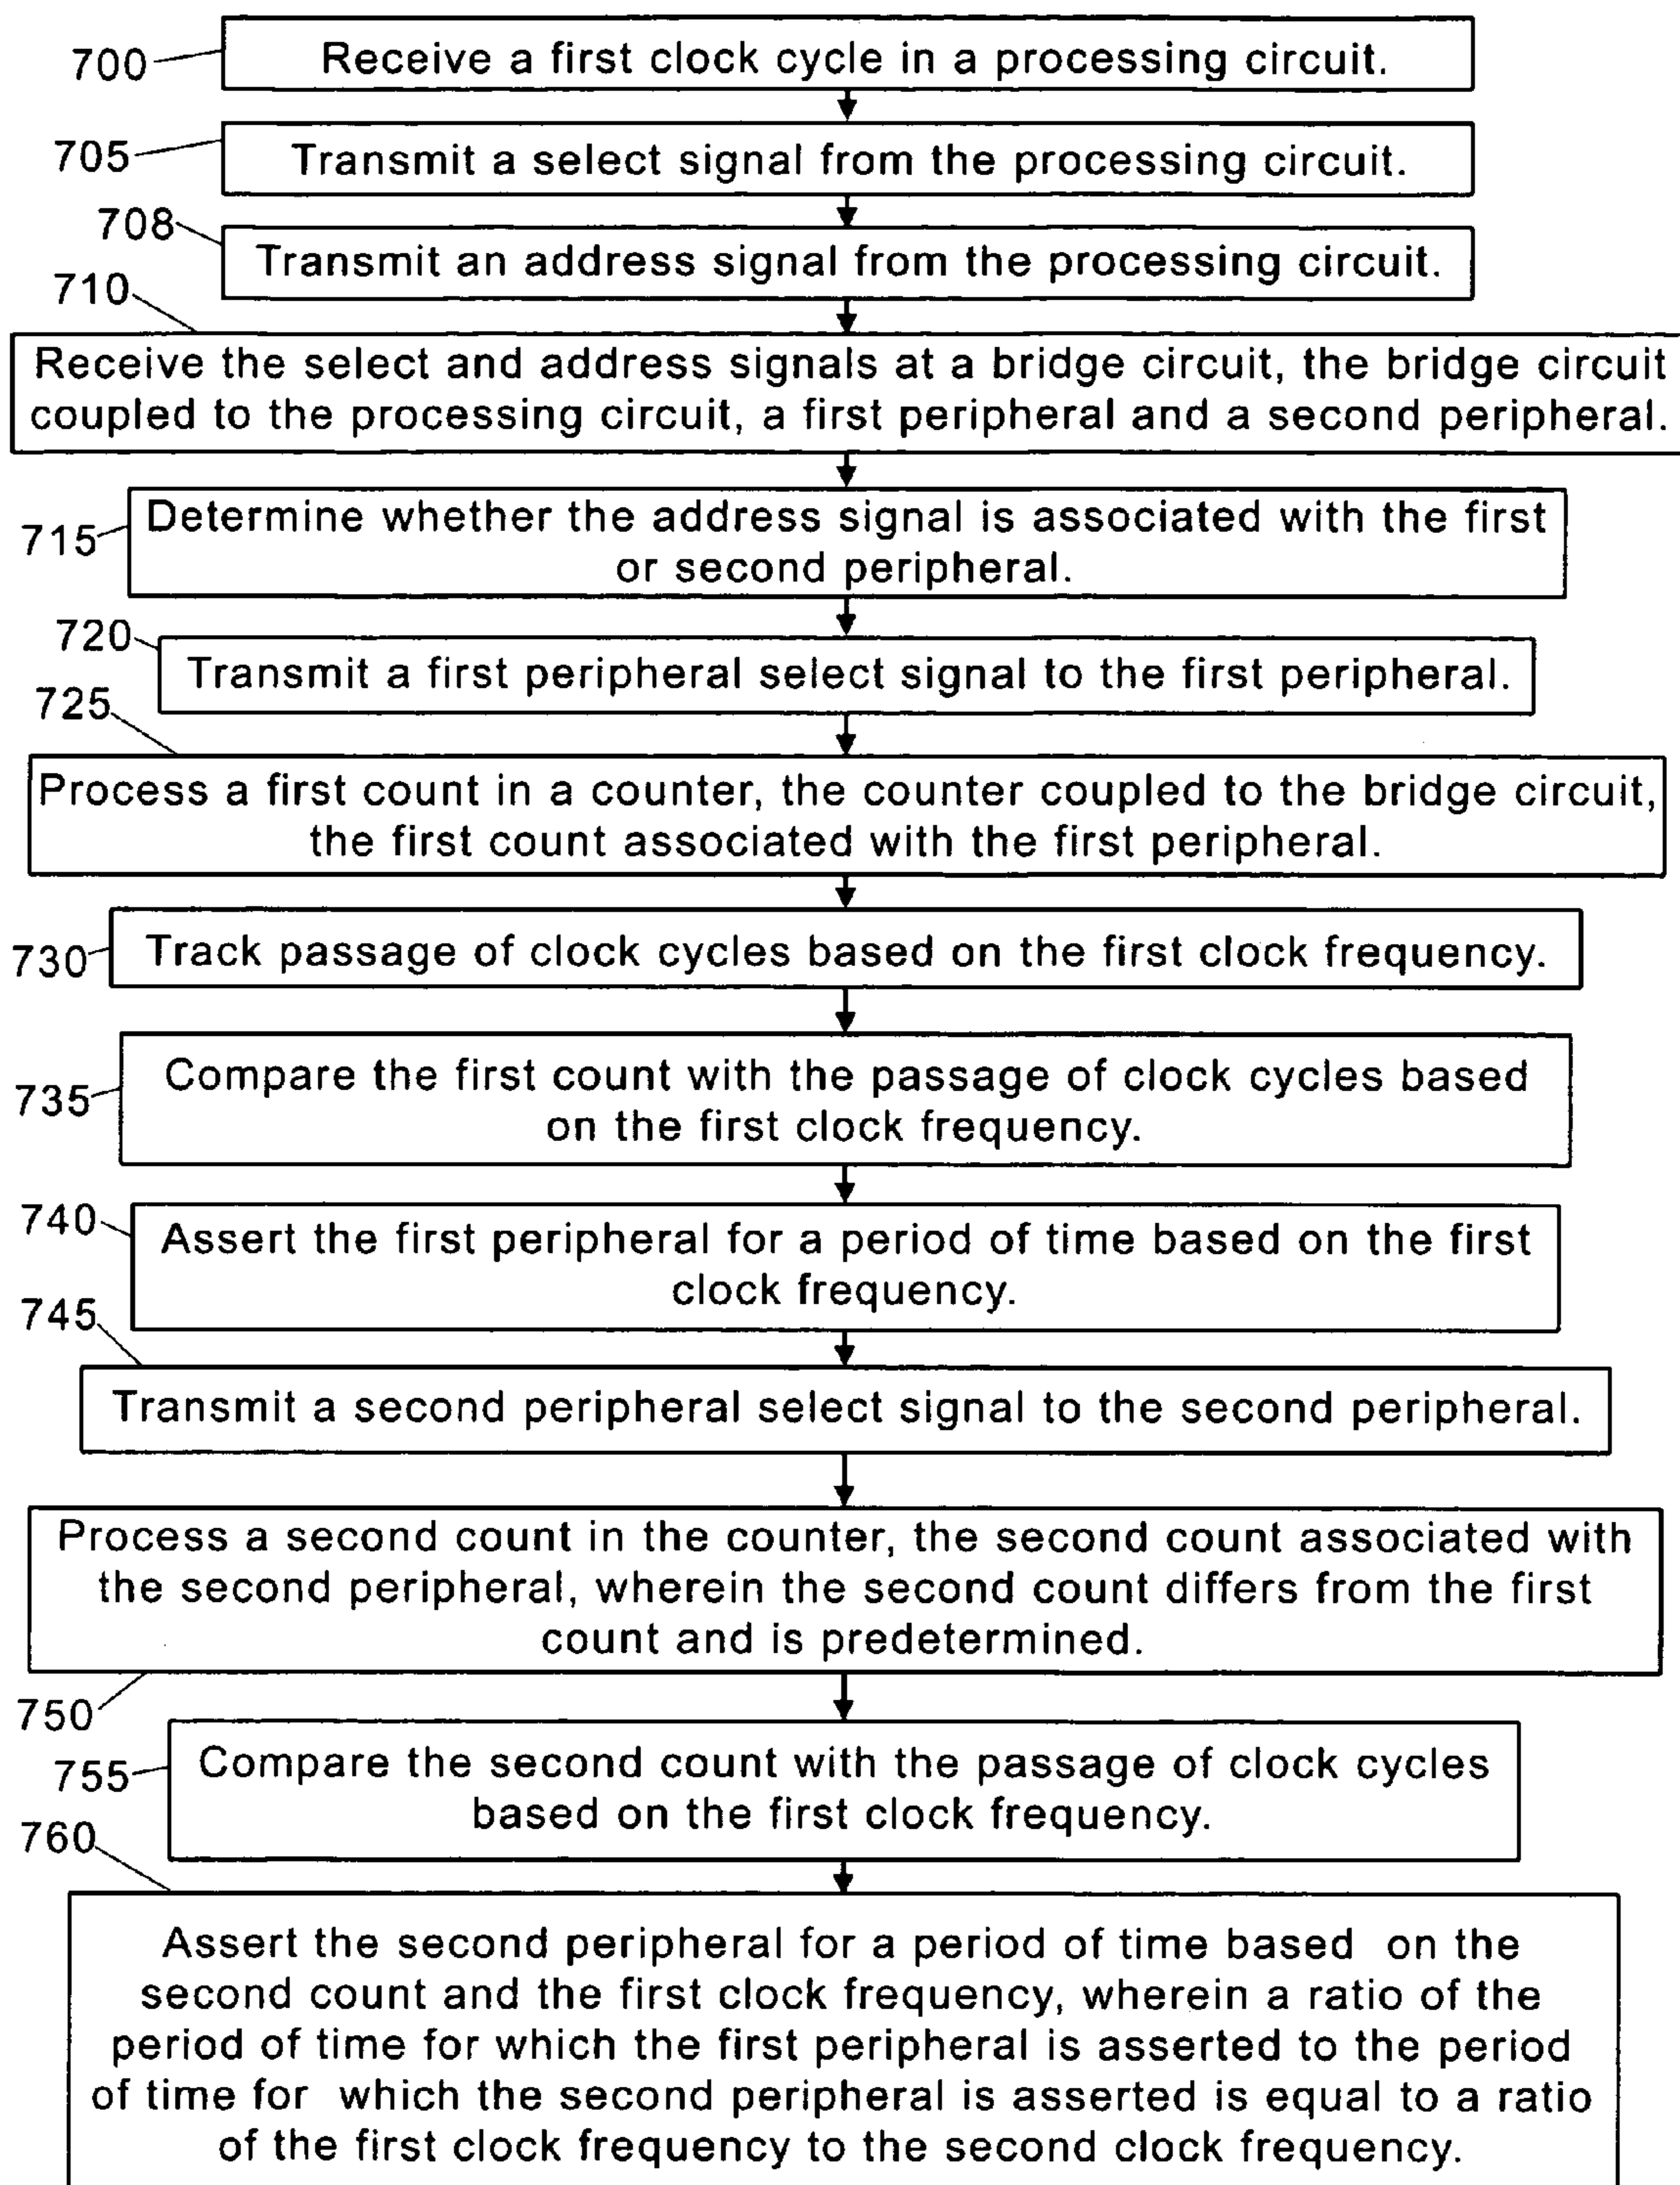 700
Receive a first clock cycle in a processing circuit.
705
Transmit a select signal from the processing circuit.
708
Transmit an address signal from the processing circuit.
710
Receive the select and address signals at a bridge circuit, the bridge circuit
coupled to the processing circuit, a first peripheral and a second peripheral.
715
Determine whether the address signal is associated with the first
or second peripheral.
720
Transmit a first peripheral select signal to the first peripheral.
725
Process a first count in a counter, the counter coupled to the bridge circuit,
the first count associated with the first peripheral.
730
Track passage of clock cycles based on the first clock frequency.
735
Compare the first count with the passage of clock cycles based
on the first clock frequency.
740
Assert the first peripheral for a period of time based on the first
clock frequency.
745
Transmit a second peripheral select signal to the second peripheral.
Process a second count in the counter, the second count associated with
the second peripheral, wherein the second count differs from the first
count and is predetermined.
750
755
Compare the second count with the passage of clock cycles
based on the first clock frequency.
760
Assert the second peripheral for a period of time based on the
second count and the first clock frequency, wherein a ratio of the
period of time for which the first peripheral is asserted to the period
of time for which the second peripheral is asserted is equal to a ratio
of the first clock frequency to the second clock frequency.